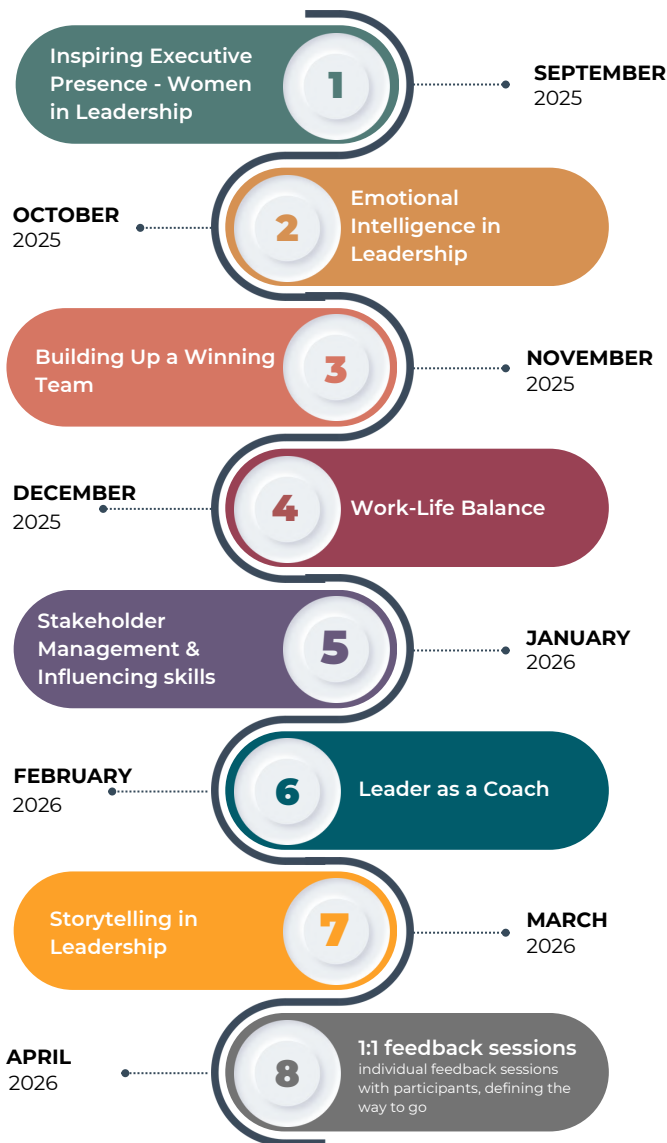 Inspiring Executive
Presence - Women
in Leadership
1
SEPTEMBER
2025
OCTOBER
2025
2
Emotional
Intelligence in
Leadership
Building Up a Winning
Team
3
NOVEMBER
2025
DECEMBER
2025
4
Work-Life Balance
Stakeholder
Management &
Influencing skills
5
JANUARY
2026
FEBRUARY
2026
6
Leader as a Coach
Storytelling in
Leadership
7
MARCH
2026
APRIL
2026
8
1:1 feedback sessions
individual feedback sessions
with participants, defining the
way to go